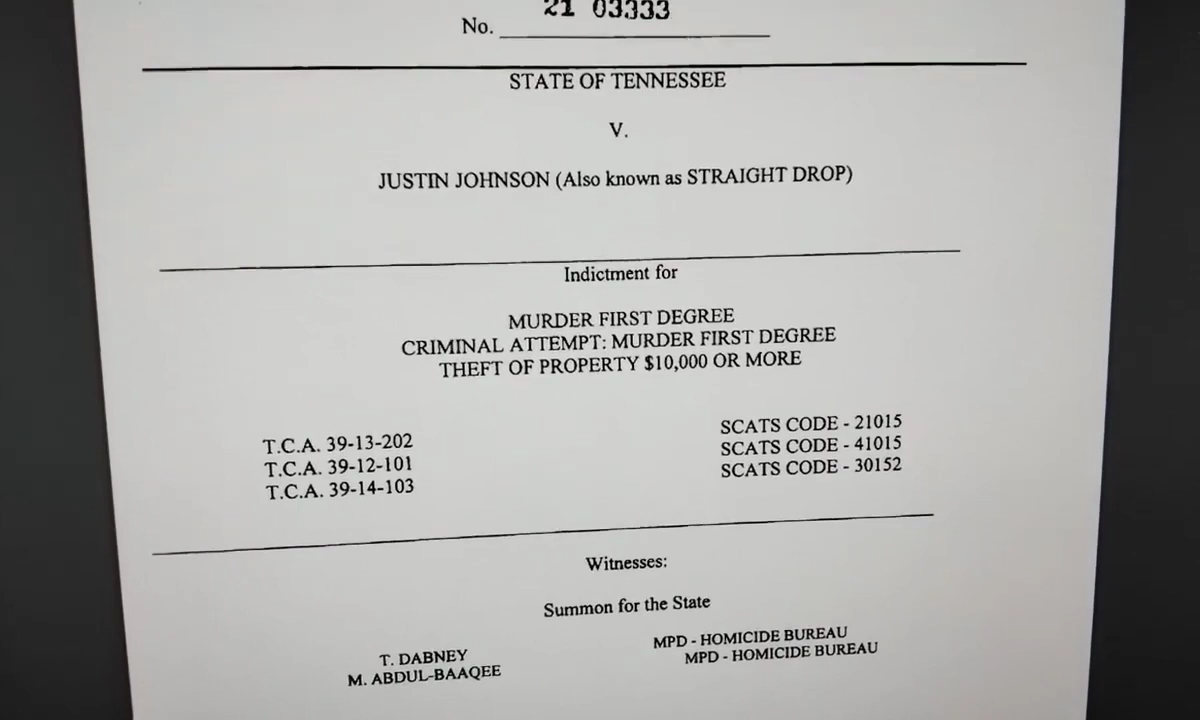 21 03333
No.
STATE OF TENNESSEE
V.
JUSTIN JOHNSON (Also known as STRAIGHT DROP)
Indictment for
MURDER FIRST DEGREE
CRIMINAL ATTEMPT: MURDER FIRST DEGREE
THEFT OF PROPERTY $10,000 OR MORE
T.C.A. 39-13-202 SCATS CODE - 21015
T.C.A. 39-12-101 SCATS CODE - 41015
T.C.A. 39-14-103 SCATS CODE - 30152
Witnesses:
Summon for the State
T. DABNEY MPD - HOMICIDE BUREAU
M. ABDUL-BAAQEE MPD - HOMICIDE BUREAU